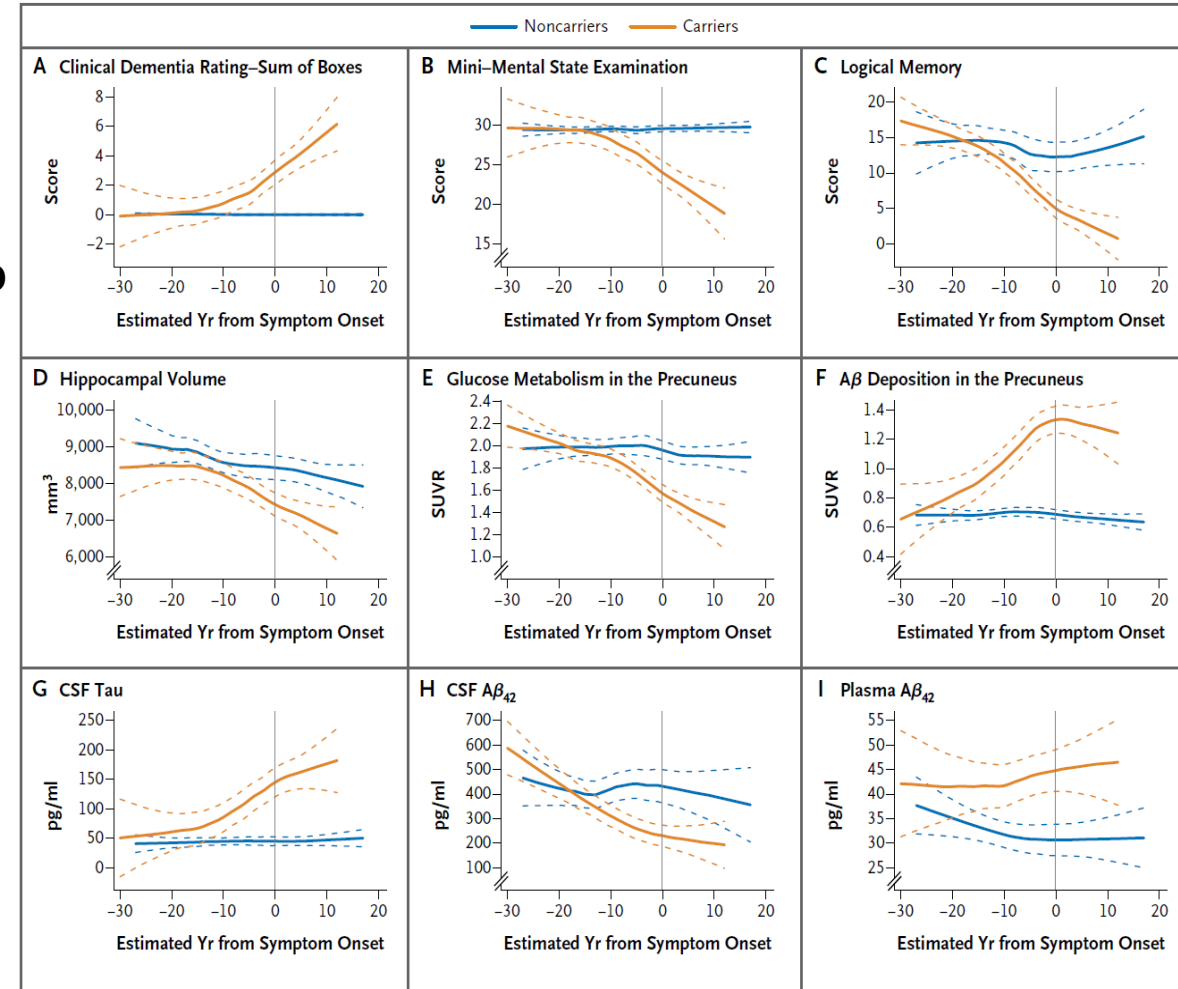 Noncarriers Carriers
A Clinical Dementia Rating–Sum of Boxes
8
6
4
2
0
−2
Score
−30 −20 −10 0 10 20
Estimated Yr from Symptom Onset
B Mini–Mental State Examination
30
25
20
15
Score
−30 −20 −10 0 10 20
Estimated Yr from Symptom Onset
C Logical Memory
20
15
10
5
0
Score
−30 −20 −10 0 10 20
Estimated Yr from Symptom Onset
D Hippocampal Volume
10,000
9,000
8,000
7,000
6,000
mm³
−30 −20 −10 0 10 20
Estimated Yr from Symptom Onset
E Glucose Metabolism in the Precuneus
2.4
2.2
2.0
1.8
1.6
1.4
1.2
1.0
SUVR
−30 −20 −10 0 10 20
Estimated Yr from Symptom Onset
F Aβ Deposition in the Precuneus
1.4
1.2
1.0
0.8
0.6
0.4
SUVR
−30 −20 −10 0 10 20
Estimated Yr from Symptom Onset
G CSF Tau
250
200
150
100
50
0
pg/ml
−30 −20 −10 0 10 20
Estimated Yr from Symptom Onset
H CSF Aβ₄₂
700
600
500
400
300
200
100
pg/ml
−30 −20 −10 0 10 20
Estimated Yr from Symptom Onset
I Plasma Aβ₄₂
55
50
45
40
35
30
25
pg/ml
−30 −20 −10 0 10 20
Estimated Yr from Symptom Onset